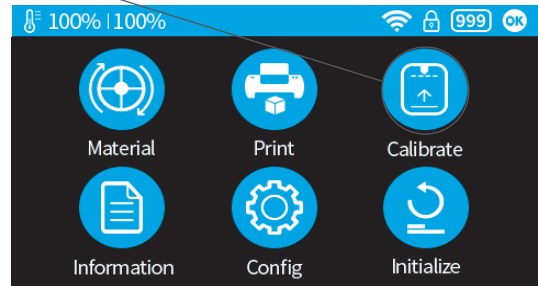 100% | 100% 999 OK
Material Print Calibrate
Information Config Initialize